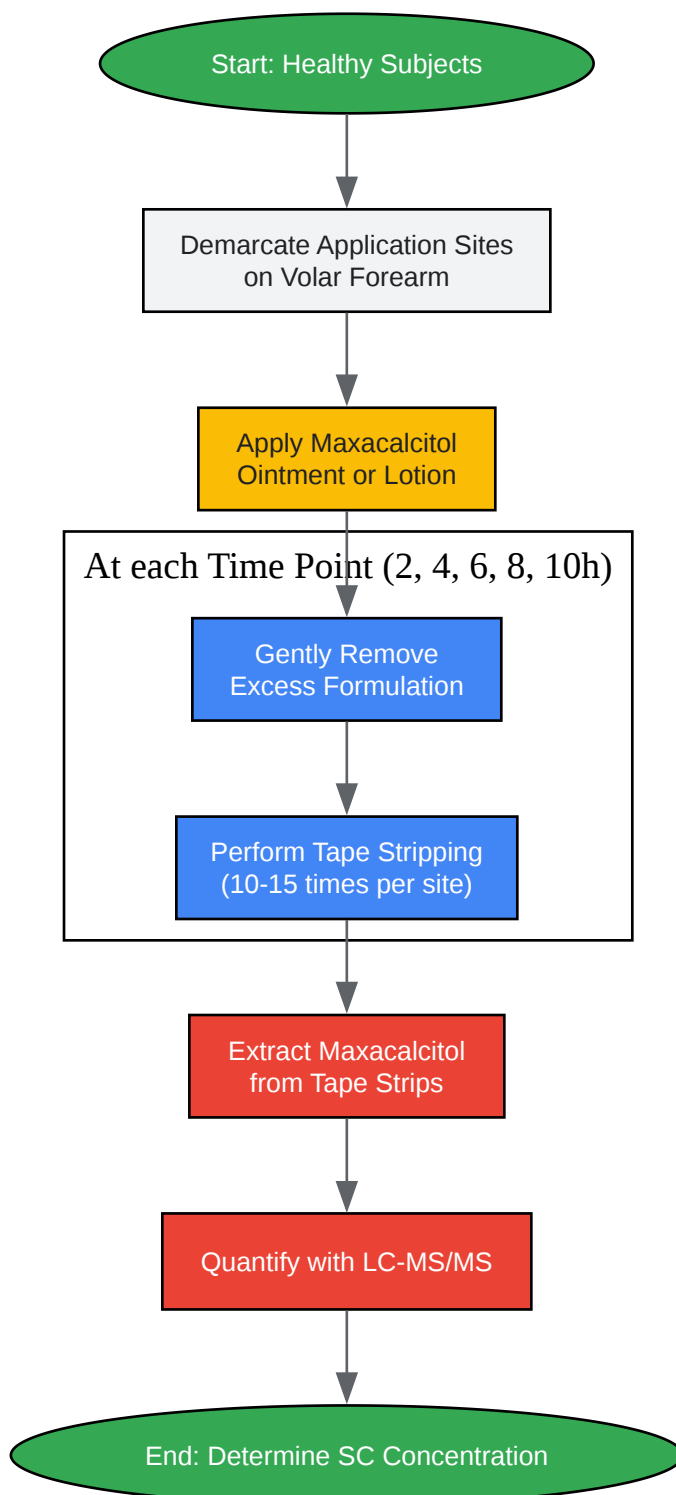 Start: Healthy Subjects
Demarcate Application Sites
on Volar Forearm
Apply Maxacalcitol
Ointment or Lotion
At each Time Point (2, 4, 6, 8, 10h)
Gently Remove
Excess Formulation
Perform Tape Stripping
(10-15 times per site)
Extract Maxacalcitol
from Tape Strips
Quantify with LC-MS/MS
End: Determine SC Concentration